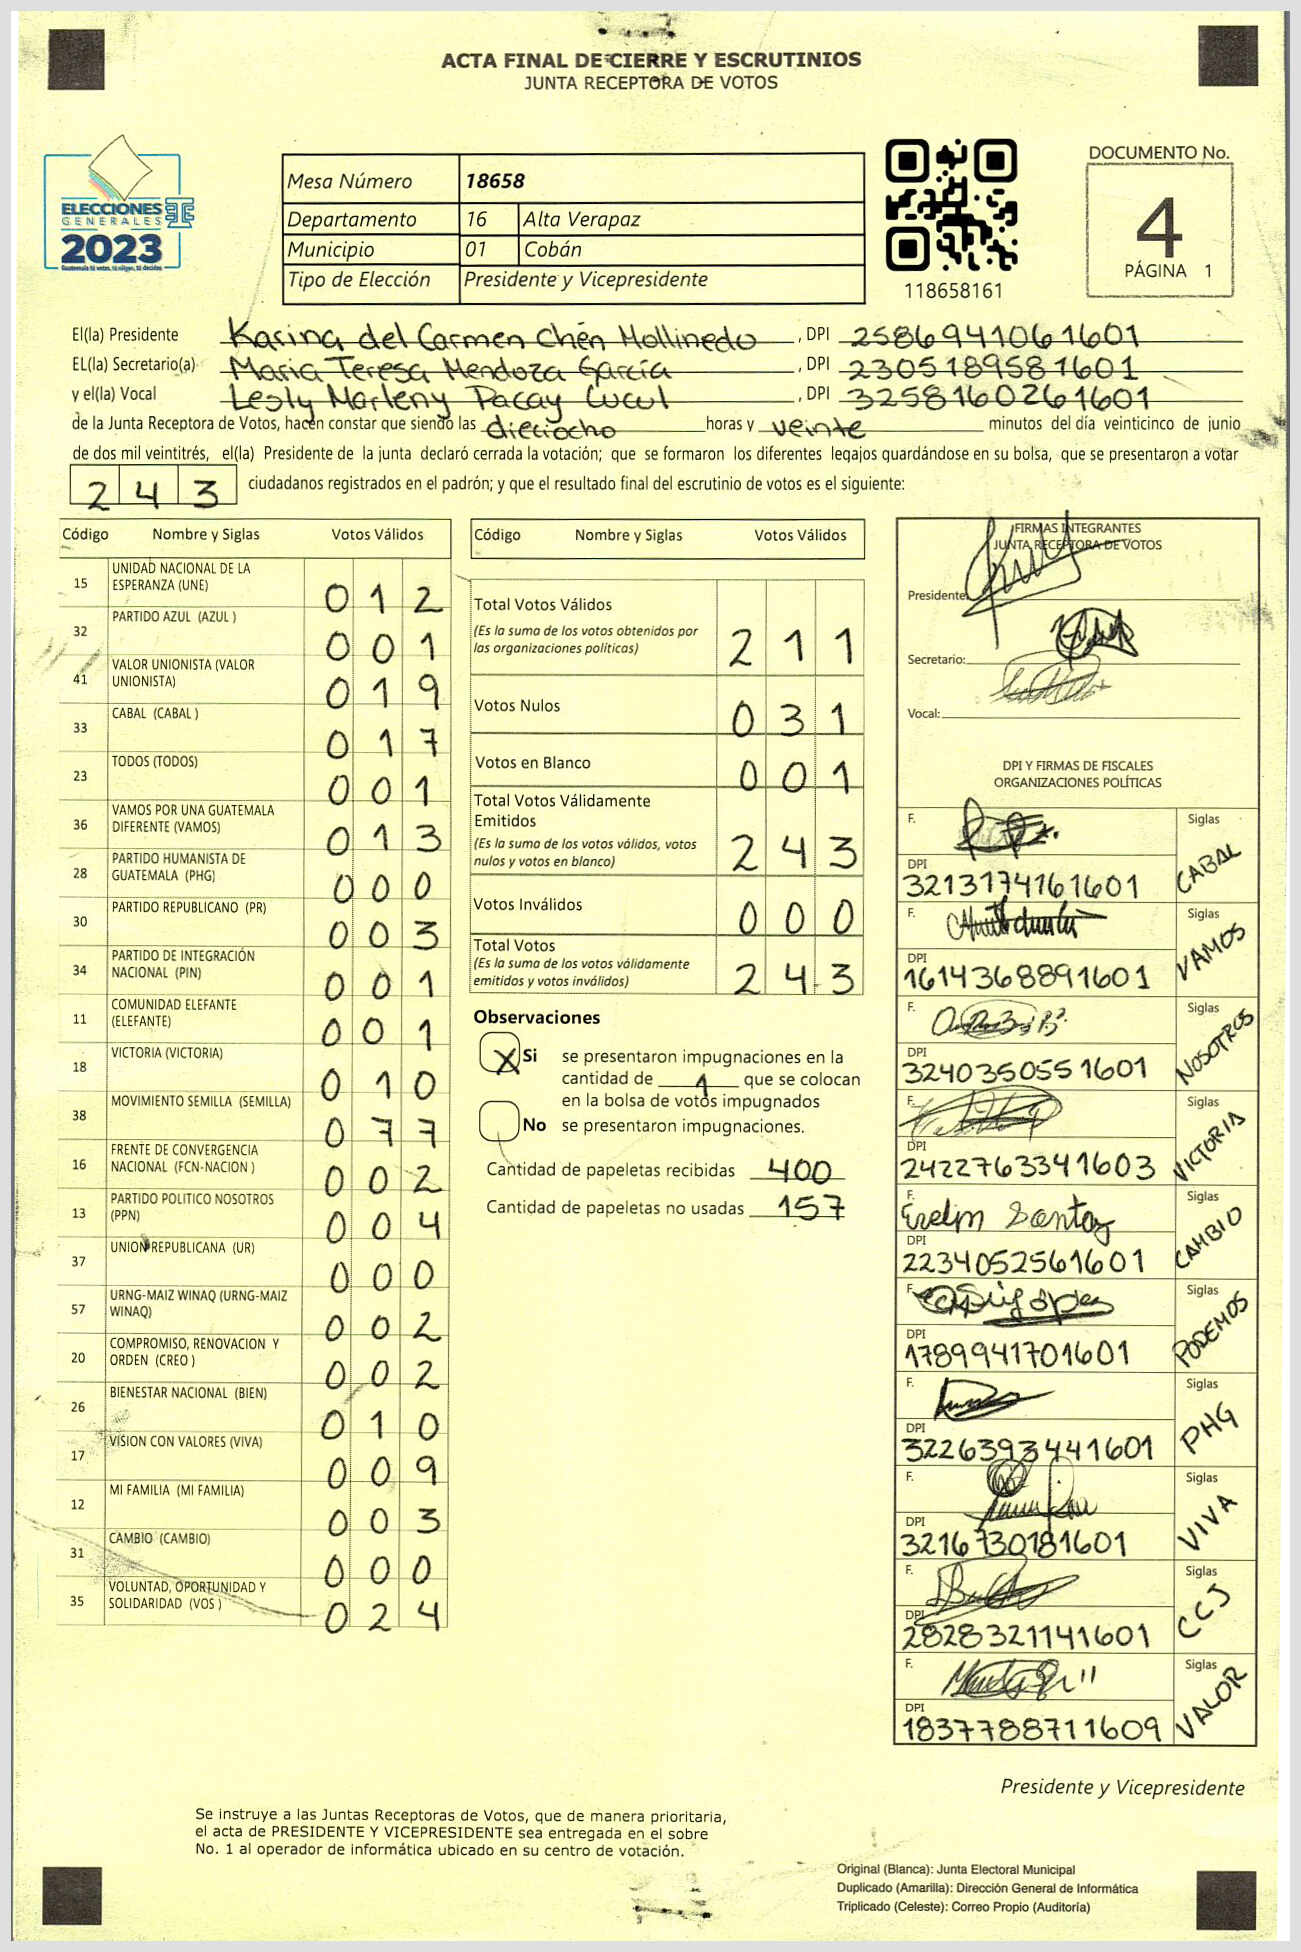 ACTA FINAL DE CIERRE Y ESCRUTINIOS
JUNTA RECEPTORA DE VOTOS
ELECCIONES
GENERALES
2023
Guatemala tú votas, tú eliges, tú decides
Mesa Número 18658
Departamento 16 Alta Verapaz
Municipio 01 Cobán
Tipo de Elección Presidente y Vicepresidente
118658161
DOCUMENTO No.
4
PÁGINA 1
El(la) Presidente Karina del Carmen Chén Mollinedo, DPI 2586941061601
EL(la) Secretario(a) Maria Teresa Mendoza García, DPI 2305189581601
y el(la) Vocal Lesly Marleny Pacay Cucul, DPI 3258160261601
de la Junta Receptora de Votos, hacen constar que siendo las dieciocho horas y veinte minutos del día veinticinco de junio
de dos mil veintitrés, el(la) Presidente de la junta declaró cerrada la votación; que se formaron los diferentes legajos guardándose en su bolsa, que se presentaron a votar
243 ciudadanos registrados en el padrón; y que el resultado final del escrutinio de votos es el siguiente:
Código Nombre y Siglas Votos Válidos
15 UNIDAD NACIONAL DE LA ESPERANZA (UNE) 012
32 PARTIDO AZUL (AZUL ) 001
41 VALOR UNIONISTA (VALOR UNIONISTA) 019
33 CABAL (CABAL ) 017
23 TODOS (TODOS) 001
36 VAMOS POR UNA GUATEMALA DIFERENTE (VAMOS) 013
28 PARTIDO HUMANISTA DE GUATEMALA (PHG) 000
30 PARTIDO REPUBLICANO (PR) 003
34 PARTIDO DE INTEGRACIÓN NACIONAL (PIN) 001
11 COMUNIDAD ELEFANTE (ELEFANTE) 001
18 VICTORIA (VICTORIA) 010
38 MOVIMIENTO SEMILLA (SEMILLA) 077
16 FRENTE DE CONVERGENCIA NACIONAL (FCN-NACION ) 002
13 PARTIDO POLITICO NOSOTROS (PPN) 004
37 UNION REPUBLICANA (UR) 000
57 URNG-MAIZ WINAQ (URNG-MAIZ WINAQ) 002
20 COMPROMISO, RENOVACION Y ORDEN (CREO ) 002
26 BIENESTAR NACIONAL (BIEN) 010
17 VISION CON VALORES (VIVA) 009
12 MI FAMILIA (MI FAMILIA) 003
31 CAMBIO (CAMBIO) 000
35 VOLUNTAD, OPORTUNIDAD Y SOLIDARIDAD (VOS ) 024
Código Nombre y Siglas Votos Válidos
Total Votos Válidos
(Es la suma de los votos obtenidos por
las organizaciones políticas) 211
Votos Nulos 031
Votos en Blanco 001
Total Votos Válidamente
Emitidos
(Es la suma de los votos válidos, votos
nulos y votos en blanco) 243
Votos Inválidos 000
Total Votos
(Es la suma de los votos válidamente
emitidos y votos inválidos) 243
Observaciones
X Si se presentaron impugnaciones en la
cantidad de 1 que se colocan
en la bolsa de votos impugnados
No se presentaron impugnaciones.
Cantidad de papeletas recibidas 400
Cantidad de papeletas no usadas 157
FIRMAS INTEGRANTES
JUNTA RECEPTORA DE VOTOS
Presidente:
Secretario:
Vocal:
DPI Y FIRMAS DE FISCALES
ORGANIZACIONES POLÍTICAS
F. Siglas
DPI
3213174161601 CABAL
F. Siglas
DPI
1614368891601 VAMOS
F. Siglas
DPI
3240350551601 NOSOTROS
F. Siglas
DPI
2422763341603 VICTORIA
F. Siglas
Evelyn Santos
DPI
2234052561601 CAMBIO
F. Siglas
DPI
1789941701601 PODEMOS
F. Siglas
DPI
3226393441601 PHG
F. Siglas
DPI
3216730181601 VIVA
F. Siglas
DPI
2828321141601 CCJ
F. Siglas
DPI
1837788711609 VALOR
Presidente y Vicepresidente
Se instruye a las Juntas Receptoras de Votos, que de manera prioritaria,
el acta de PRESIDENTE Y VICEPRESIDENTE sea entregada en el sobre
No. 1 al operador de informática ubicado en su centro de votación.
Original (Blanca): Junta Electoral Municipal
Duplicado (Amarilla): Dirección General de Informática
Triplicado (Celeste): Correo Propio (Auditoría)